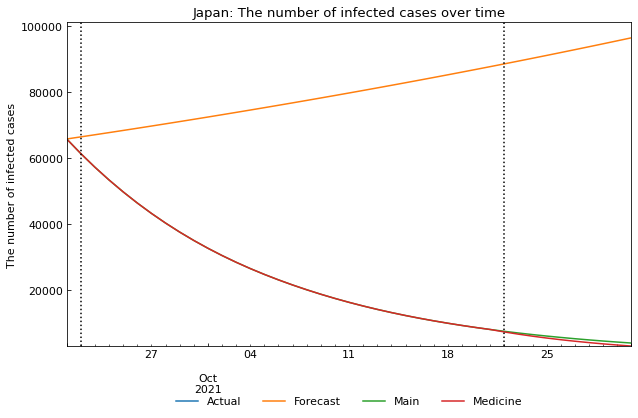 Japan: The number of infected cases over time
The number of infected cases
100000
80000
60000
40000
20000
27 04 11 18 25
Oct
2021
Actual Forecast Main Medicine